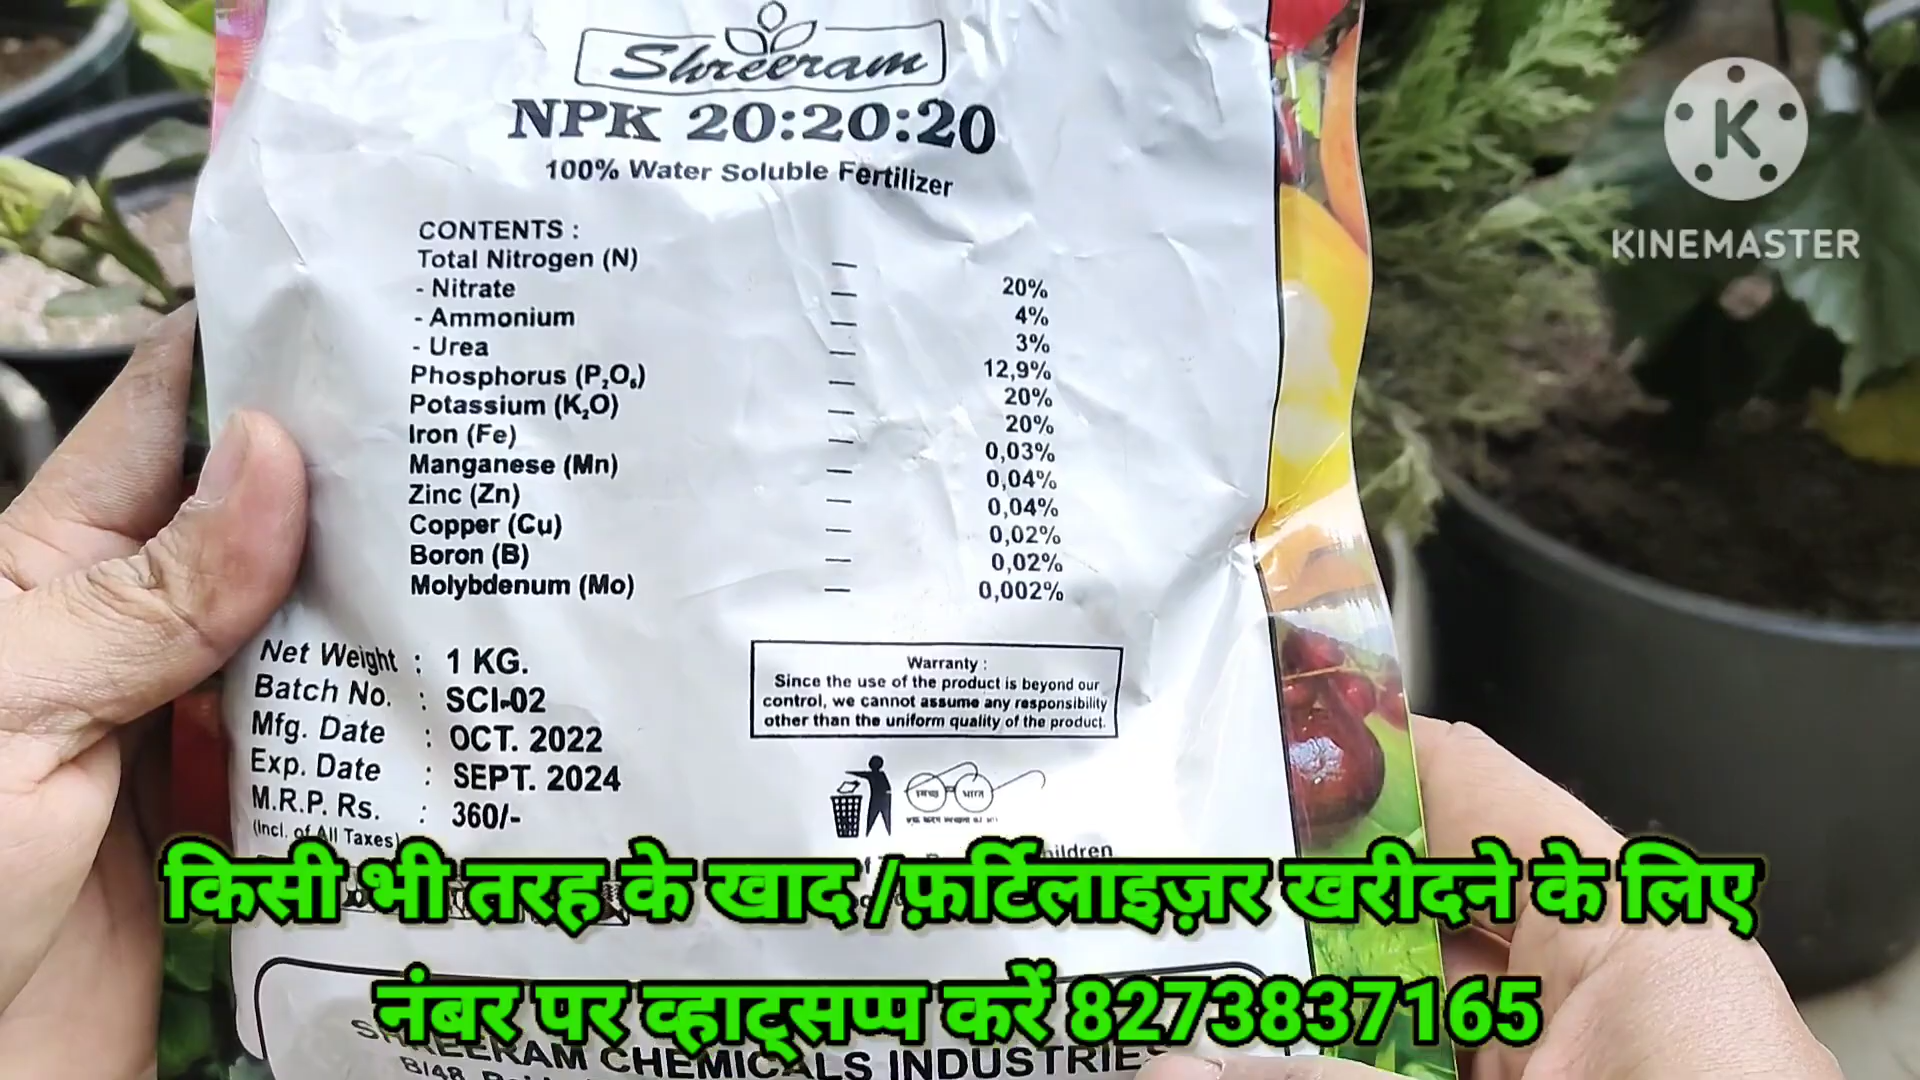 Shreeram
NPK 20:20:20
100% Water Soluble Fertilizer
CONTENTS :
Total Nitrogen (N) —
- Nitrate — 20%
- Ammonium — 4%
- Urea — 3%
Phosphorus (P₂O₅) — 12,9%
Potassium (K₂O) — 20%
Iron (Fe) — 20%
Manganese (Mn) — 0,03%
Zinc (Zn) — 0,04%
Copper (Cu) — 0,04%
Boron (B) — 0,02%
Molybdenum (Mo) — 0,02%
0,002%
Net Weight : 1 KG.
Batch No. : SCI-02
Mfg. Date : OCT. 2022
Exp. Date : SEPT. 2024
M.R.P. Rs. : 360/-
(Incl. of All Taxes)
Warranty :
Since the use of the product is beyond our
control, we cannot assume any responsibility
other than the uniform quality of the product.
KINEMASTER
किसी भी तरह के खाद /फ़र्टिलाइज़र खरीदने के लिए
नंबर पर व्हाट्सप्प करें 8273837165
SHREERAM CHEMICALS INDUSTRIES